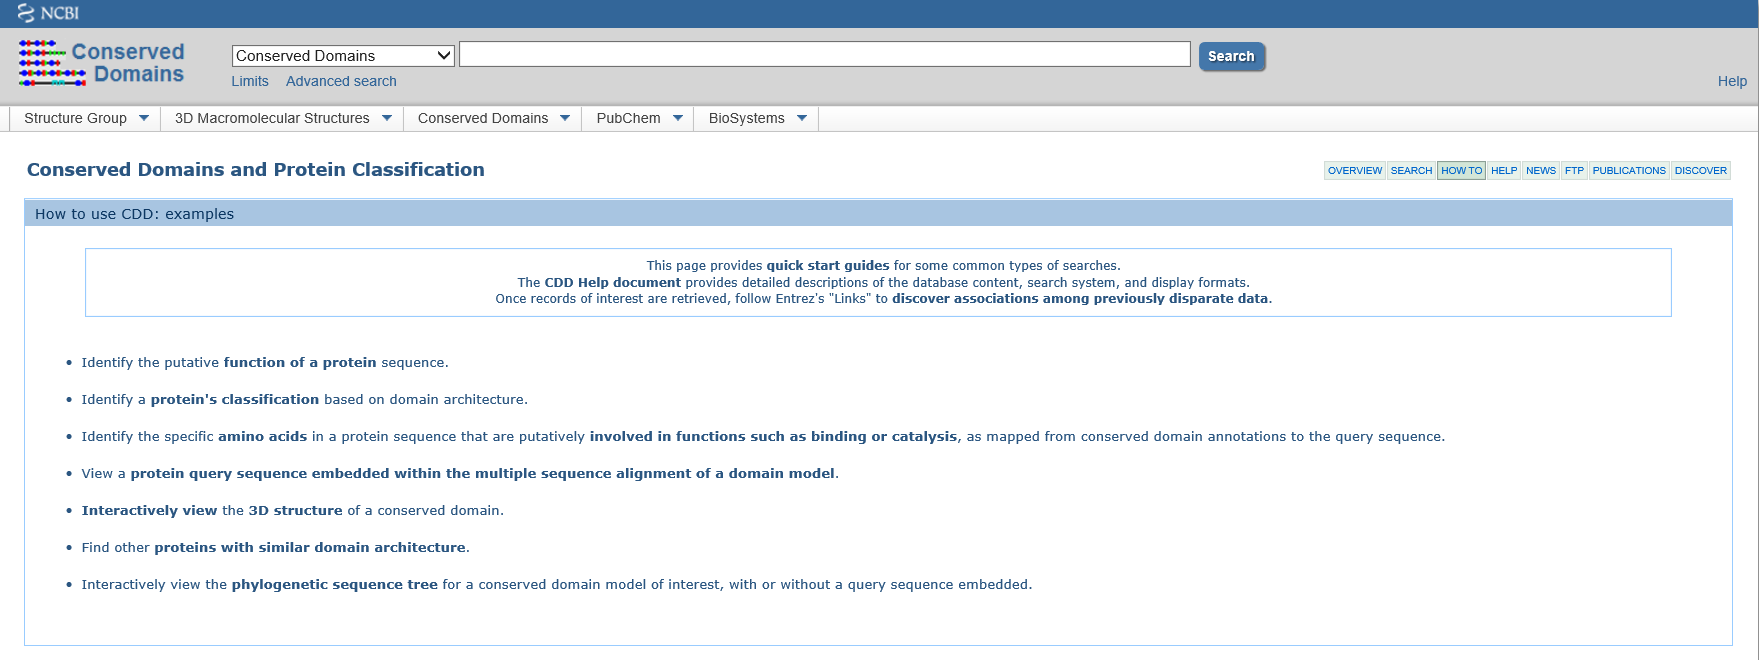 NCBI
Conserved
Domains
Conserved Domains
Search
Limits Advanced search
Help
Structure Group 3D Macromolecular Structures Conserved Domains PubChem BioSystems
Conserved Domains and Protein Classification
OVERVIEW SEARCH HOW TO HELP NEWS FTP PUBLICATIONS DISCOVER
How to use CDD: examples
This page provides quick start guides for some common types of searches.
The CDD Help document provides detailed descriptions of the database content, search system, and display formats.
Once records of interest are retrieved, follow Entrez's "Links" to discover associations among previously disparate data.
• Identify the putative function of a protein sequence.
• Identify a protein's classification based on domain architecture.
• Identify the specific amino acids in a protein sequence that are putatively involved in functions such as binding or catalysis, as mapped from conserved domain annotations to the query sequence.
• View a protein query sequence embedded within the multiple sequence alignment of a domain model.
• Interactively view the 3D structure of a conserved domain.
• Find other proteins with similar domain architecture.
• Interactively view the phylogenetic sequence tree for a conserved domain model of interest, with or without a query sequence embedded.